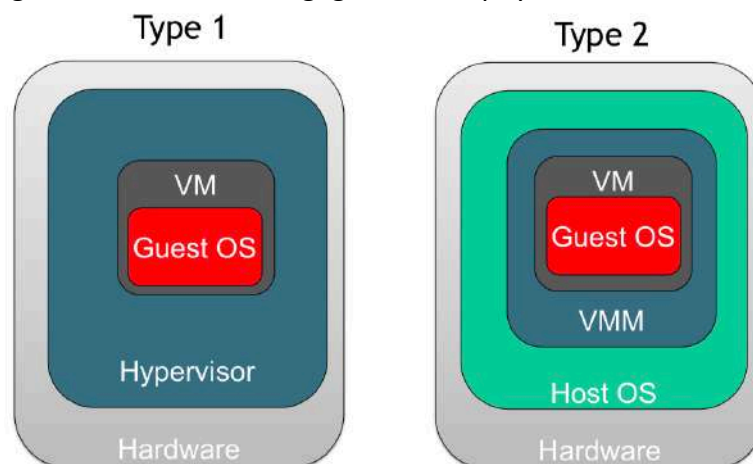 Type 1
VM
Guest OS
Hypervisor
Hardware
Type 2
VM
Guest OS
VMM
Host OS
Hardware